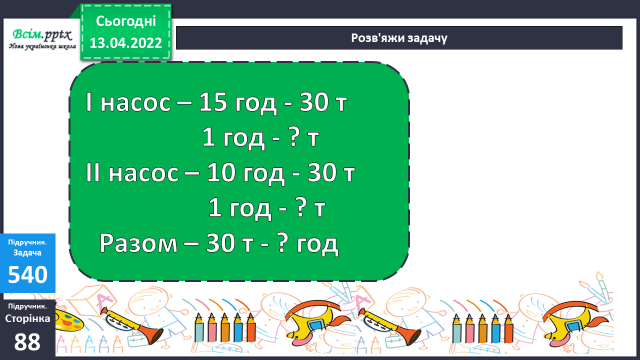 Всім.pptx
Нова українська школа
Сьогодні
13.04.2022
Розв'яжи задачу
І насос – 15 год - 30 т
1 год - ? т
ІІ насос – 10 год - 30 т
1 год - ? т
Разом – 30 т - ? год
Підручник.
Задача
540
Підручник.
Сторінка
88